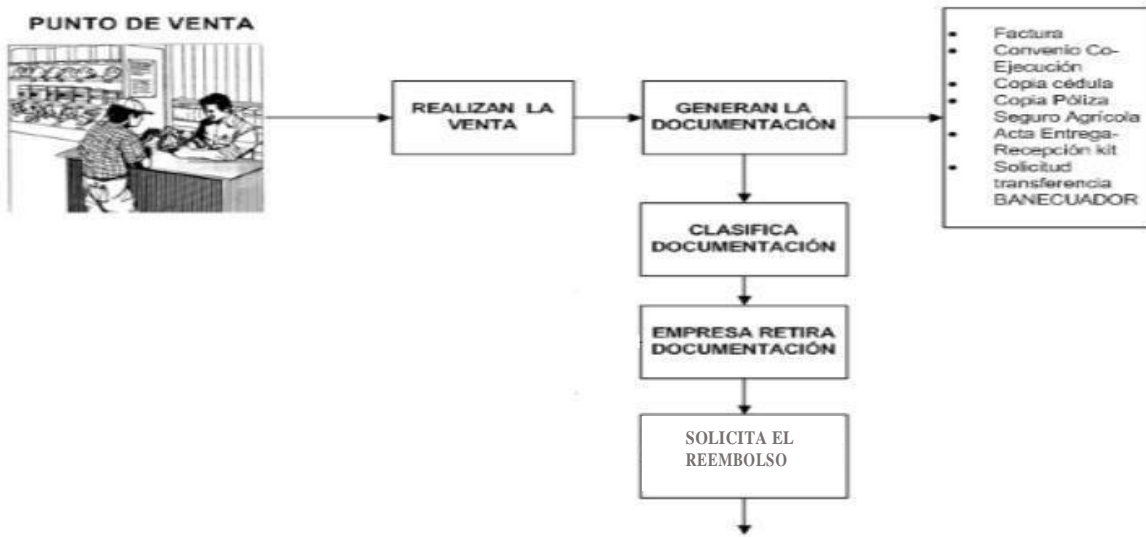 PUNTO DE VENTA
REALIZAN LA
VENTA
GENERAN LA
DOCUMENTACIÓN
• Factura
• Convenio Co-
Ejecución
• Copia cédula
• Copia Póliza
Seguro Agrícola
• Acta Entrega-
Recepción kit
• Solicitud
transferencia
BANECUADOR
CLASIFICA
DOCUMENTACIÓN
EMPRESA RETIRA
DOCUMENTACIÓN
SOLICITA EL
REEMBOLSO